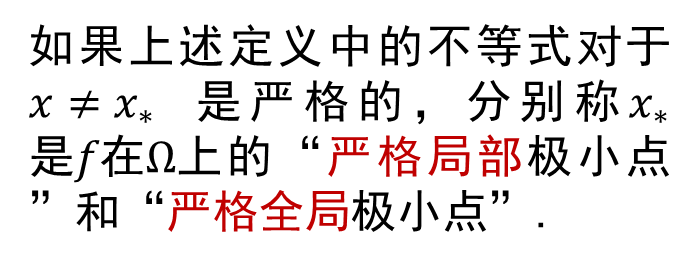 如果上述定义中的不等式对于
x ≠ x* 是严格的，分别称x*
是f在Ω上的“严格局部极小点
”和“严格全局极小点”.